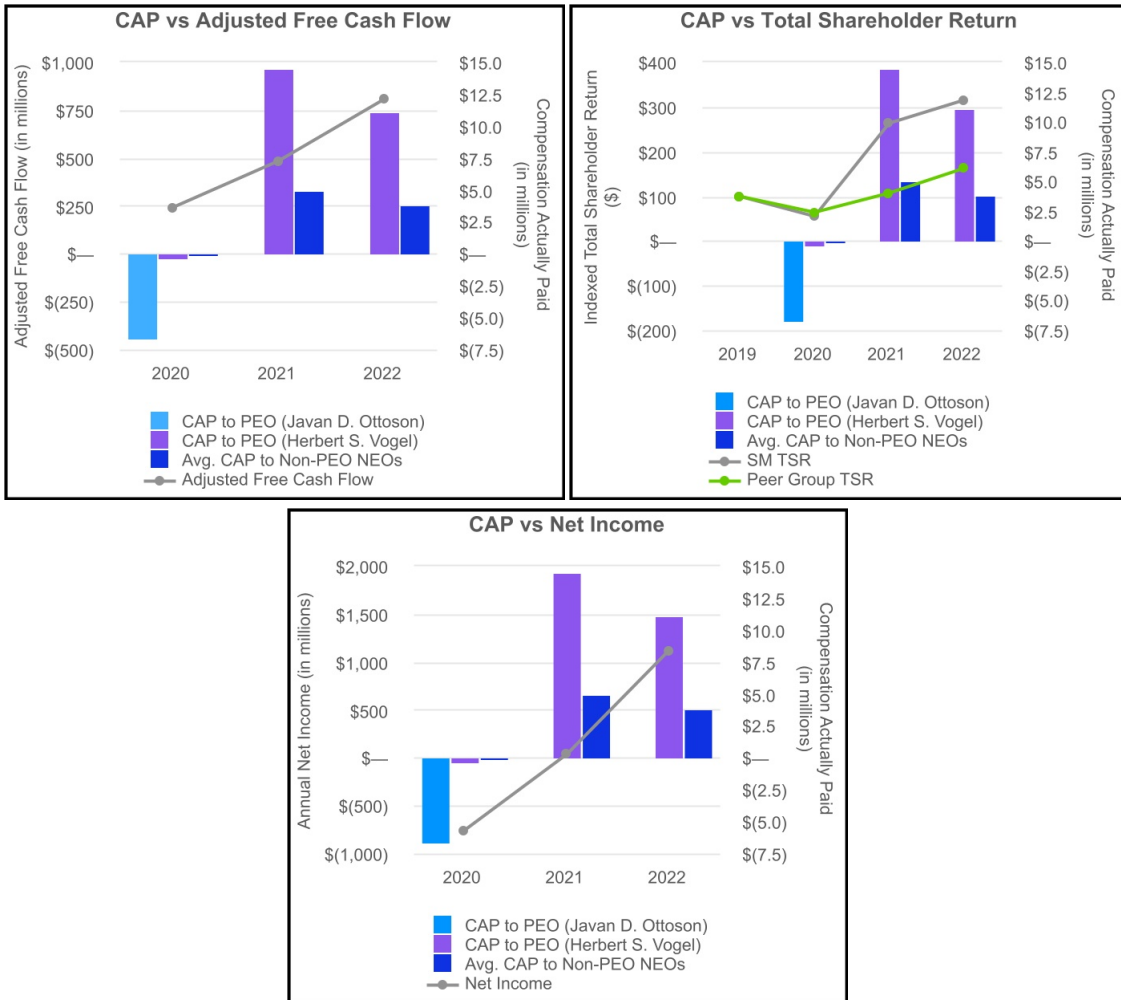 CAP vs Adjusted Free Cash Flow
Adjusted Free Cash Flow (in millions)
$1,000
$750
$500
$250
$—
$(250)
$(500)
$15.0
$12.5
$10.0
$7.5
$5.0
$2.5
$—
$(2.5)
$(5.0)
$(7.5)
Compensation Actually Paid
(in millions)
2020 2021 2022
CAP to PEO (Javan D. Ottoson)
CAP to PEO (Herbert S. Vogel)
Avg. CAP to Non-PEO NEOs
Adjusted Free Cash Flow
CAP vs Total Shareholder Return
Indexed Total Shareholder Return
($)
$400
$300
$200
$100
$—
$(100)
$(200)
$15.0
$12.5
$10.0
$7.5
$5.0
$2.5
$—
$(2.5)
$(5.0)
$(7.5)
Compensation Actually Paid
(in millions)
2019 2020 2021 2022
CAP to PEO (Javan D. Ottoson)
CAP to PEO (Herbert S. Vogel)
Avg. CAP to Non-PEO NEOs
SM TSR
Peer Group TSR
CAP vs Net Income
Annual Net Income (in millions)
$2,000
$1,500
$1,000
$500
$—
$(500)
$(1,000)
$15.0
$12.5
$10.0
$7.5
$5.0
$2.5
$—
$(2.5)
$(5.0)
$(7.5)
Compensation Actually Paid
(in millions)
2020 2021 2022
CAP to PEO (Javan D. Ottoson)
CAP to PEO (Herbert S. Vogel)
Avg. CAP to Non-PEO NEOs
Net Income